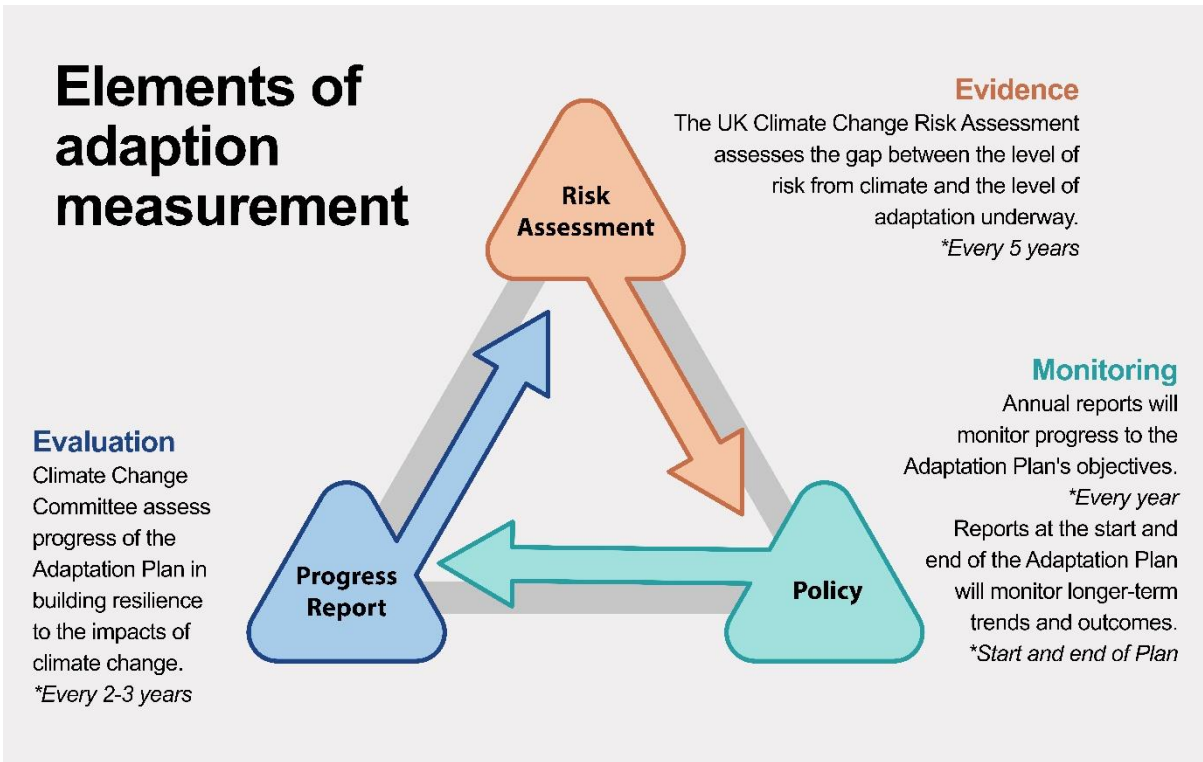 Elements of
adaption
measurement
Evidence
The UK Climate Change Risk Assessment
assesses the gap between the level of
risk from climate and the level of
adaptation underway.
*Every 5 years
Risk
Assessment
Monitoring
Annual reports will
monitor progress to the
Adaptation Plan's objectives.
*Every year
Reports at the start and
end of the Adaptation Plan
will monitor longer-term
trends and outcomes.
*Start and end of Plan
Evaluation
Climate Change
Committee assess
progress of the
Adaptation Plan in
building resilience
to the impacts of
climate change.
*Every 2-3 years
Progress
Report
Policy